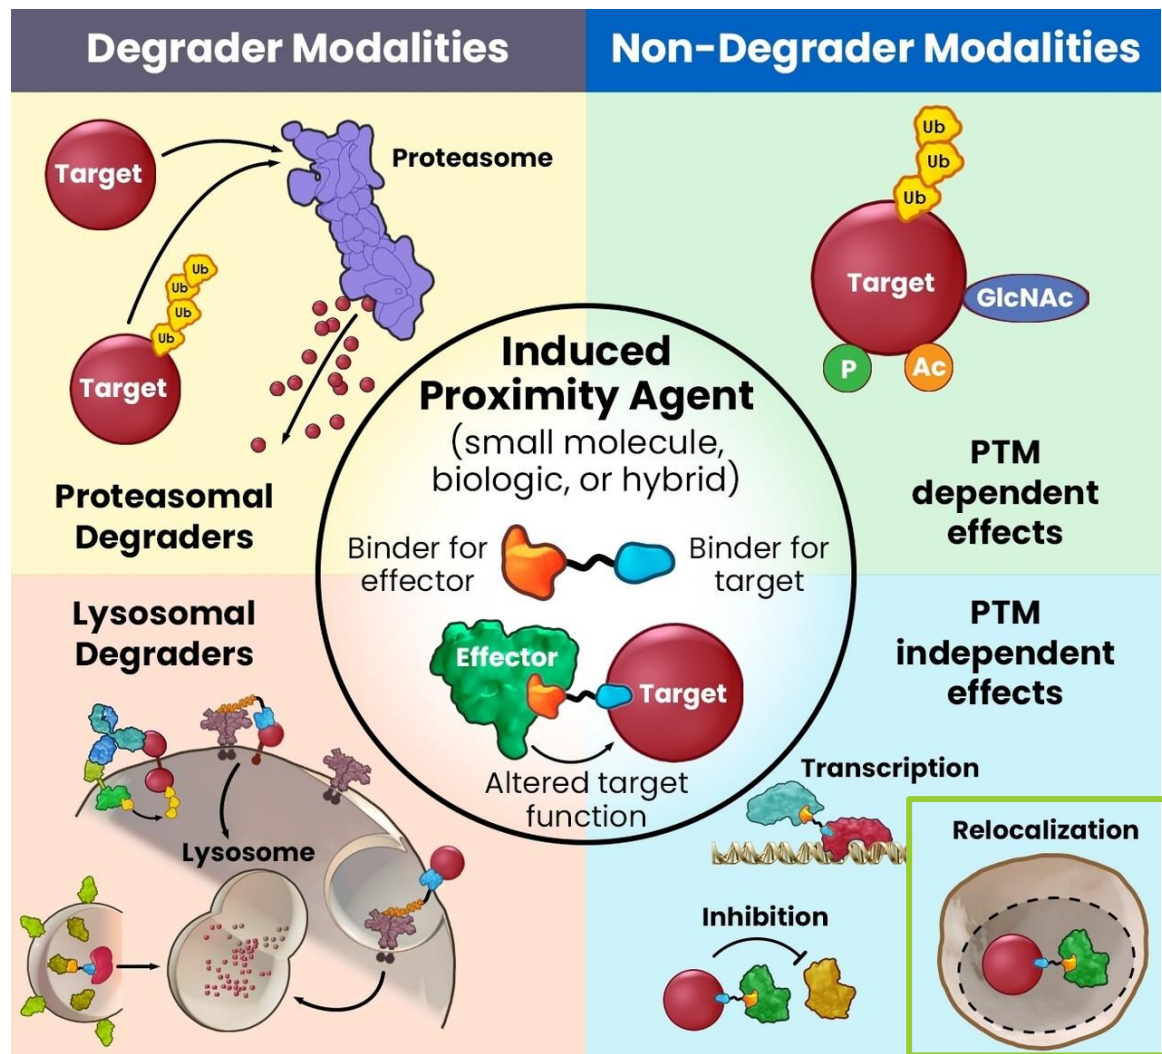 Degrader Modalities
Non-Degrader Modalities
Target
Proteasome
Ub
Ub
Ub
Ub
Target
Proteasomal
Degraders
Ub
Ub
Ub
Target
GlcNAc
P
Ac
PTM
dependent
effects
Induced
Proximity Agent
(small molecule,
biologic, or hybrid)
Binder for
effector
Binder for
target
Effector
Target
Altered target
function
Lysosomal
Degraders
Lysosome
PTM
independent
effects
Transcription
Inhibition
Relocalization